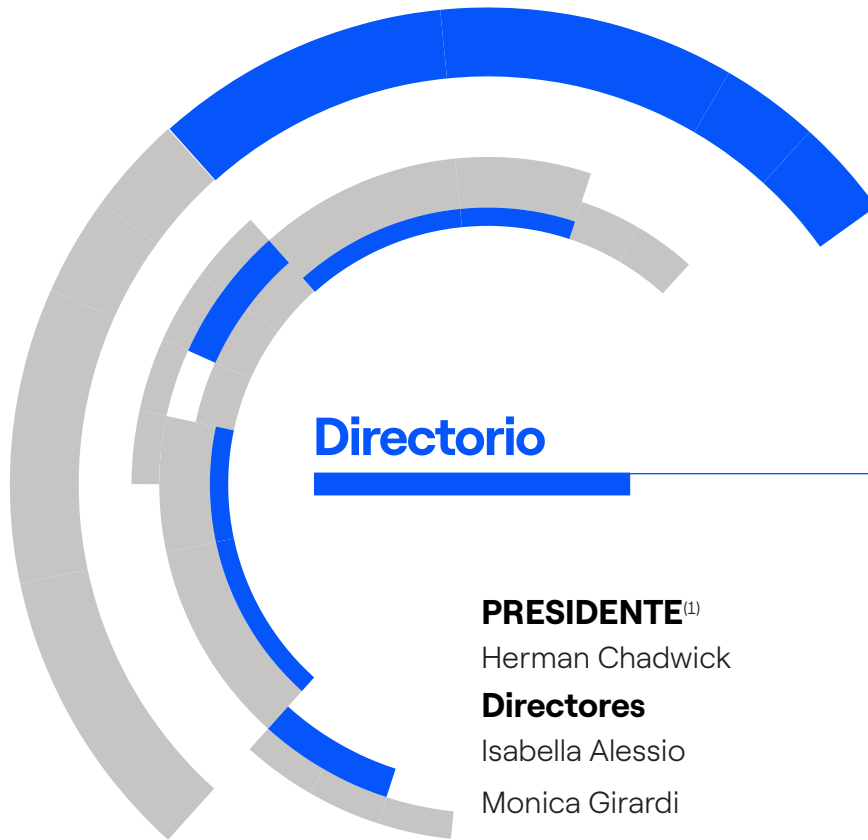 Directorio
PRESIDENTE(1)
Herman Chadwick
Directores
Isabella Alessio
Monica Girardi